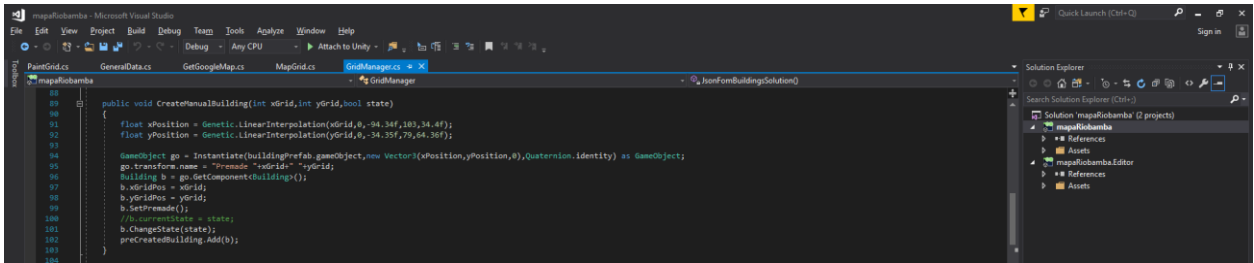 mapaRiobamba - Microsoft Visual Studio
Quick Launch (Ctrl+Q)
File Edit View Project Build Debug Team Tools Analyze Window Help
Sign in
Debug Any CPU Attach to Unity
Toolbox
PaintGrid.cs GeneralData.cs GetGoogleMap.cs MapGrid.cs GridManager.cs
Solution Explorer
mapaRiobamba GridManager JsonFomBuildingsSolution()
88
89 public void CreateManualBuilding(int xGrid,int yGrid,bool state)
90 {
91 float xPosition = Genetic.LinearInterpolation(xGrid,0,-94.34f,103,34.4f);
92 float yPosition = Genetic.LinearInterpolation(yGrid,0,-34.35f,79,64.36f);
93
94 GameObject go = Instantiate(buildingPrefab.gameObject,new Vector3(xPosition,yPosition,0),Quaternion.identity) as GameObject;
95 go.transform.name = "Premade "+xGrid+" "+yGrid;
96 Building b = go.GetComponent<Building>();
97 b.xGridPos = xGrid;
98 b.yGridPos = yGrid;
99 b.SetPremade();
100 //b.currentState = state;
101 b.ChangeState(state);
102 preCreatedBuilding.Add(b);
103 }
104
Search Solution Explorer (Ctrl+;)
Solution 'mapaRiobamba' (2 projects)
mapaRiobamba
References
Assets
mapaRiobamba.Editor
References
Assets